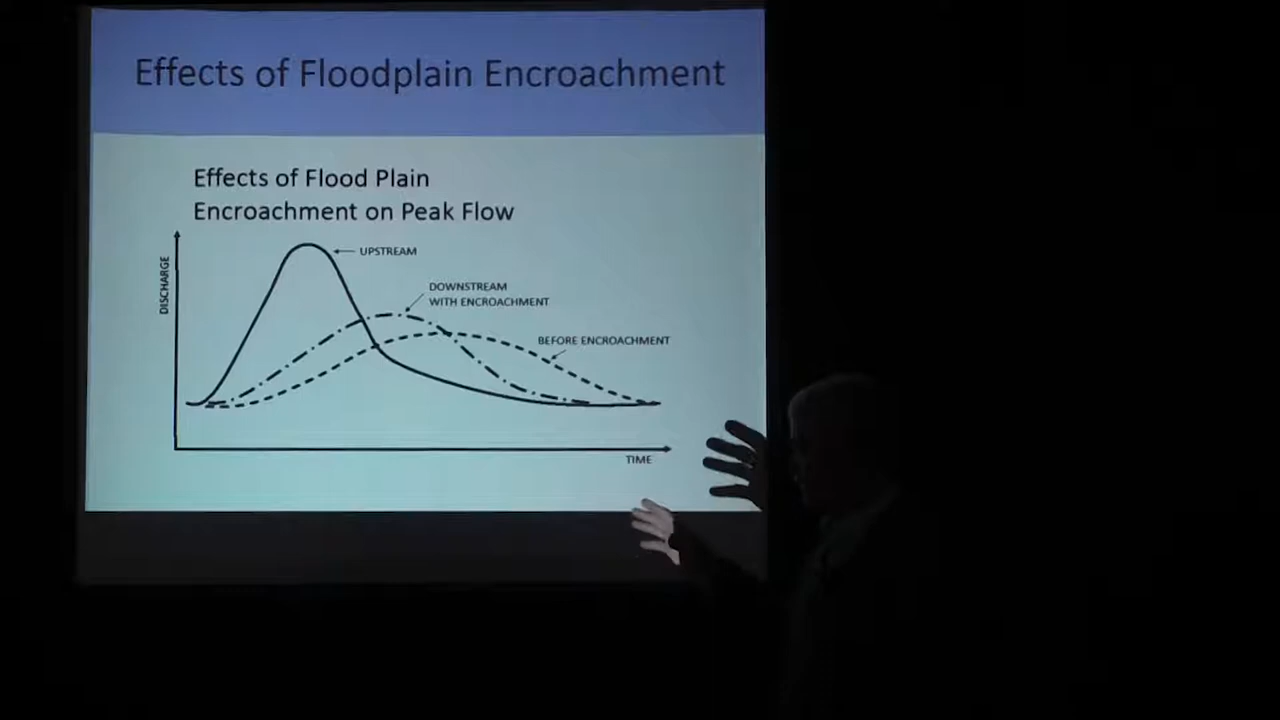 Effects of Floodplain Encroachment
Effects of Flood Plain
Encroachment on Peak Flow
DISCHARGE
UPSTREAM
DOWNSTREAM
WITH ENCROACHMENT
BEFORE ENCROACHMENT
TIME